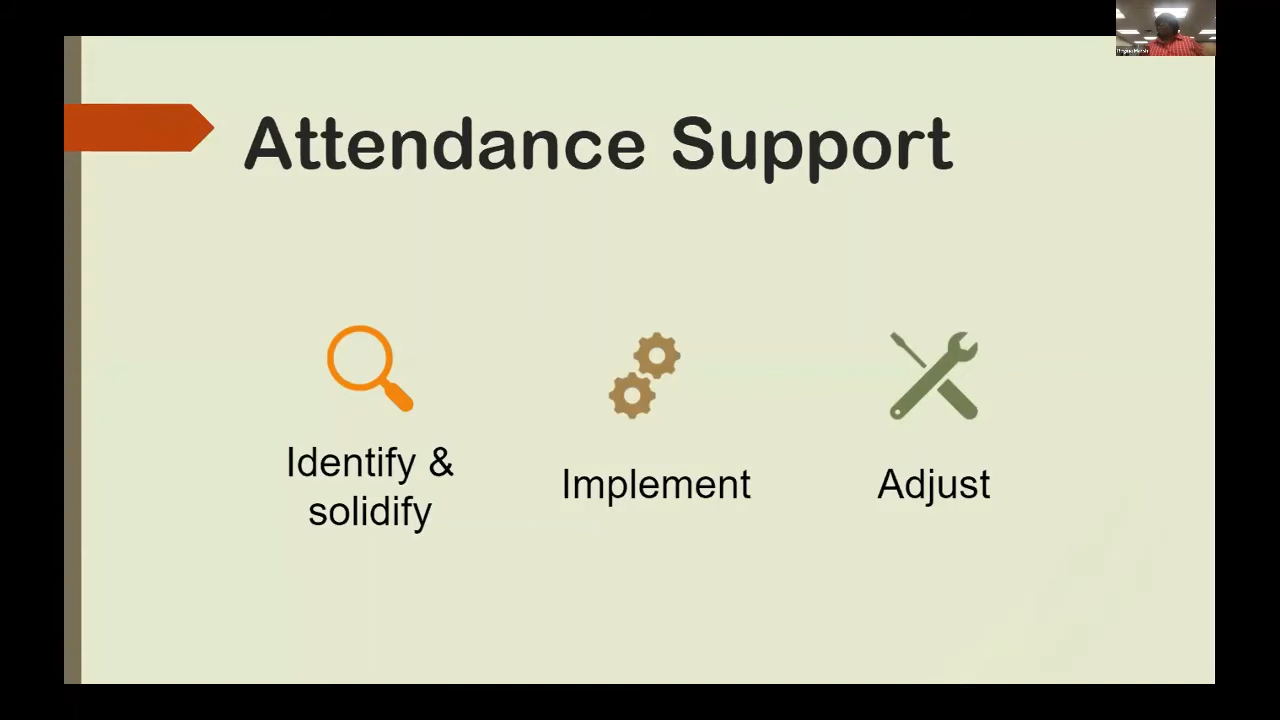 Attendance Support
Identify &
solidify
Implement
Adjust